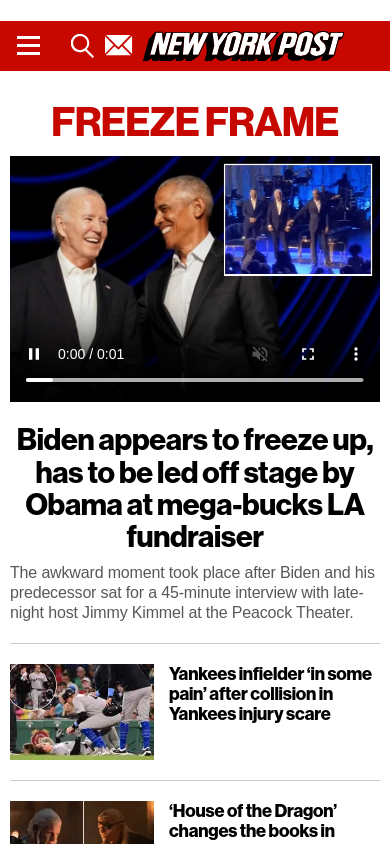 NEW YORK POST
FREEZE FRAME
0:00 / 0:01
Biden appears to freeze up,
has to be led off stage by
Obama at mega-bucks LA
fundraiser
The awkward moment took place after Biden and his
predecessor sat for a 45-minute interview with late-
night host Jimmy Kimmel at the Peacock Theater.
Yankees infielder ‘in some
pain’ after collision in
Yankees injury scare
‘House of the Dragon’
changes the books in